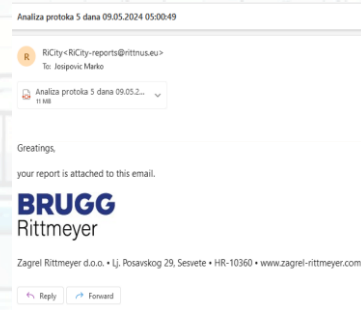 Analiza protoka 5 dana 09.05.2024 05:00:49
R
RiCity<RiCity-reports@rittnus.eu>
To: Josipovic Marko
Analiza protoka 5 dana 09.05.2...
11 MB
Greatings,
your report is attached to this email.
BRUGG
Rittmeyer
Zagrel Rittmeyer d.o.o. • Lj. Posavskog 29, Sesvete • HR-10360 • www.zagrel-rittmeyer.com
Reply Forward